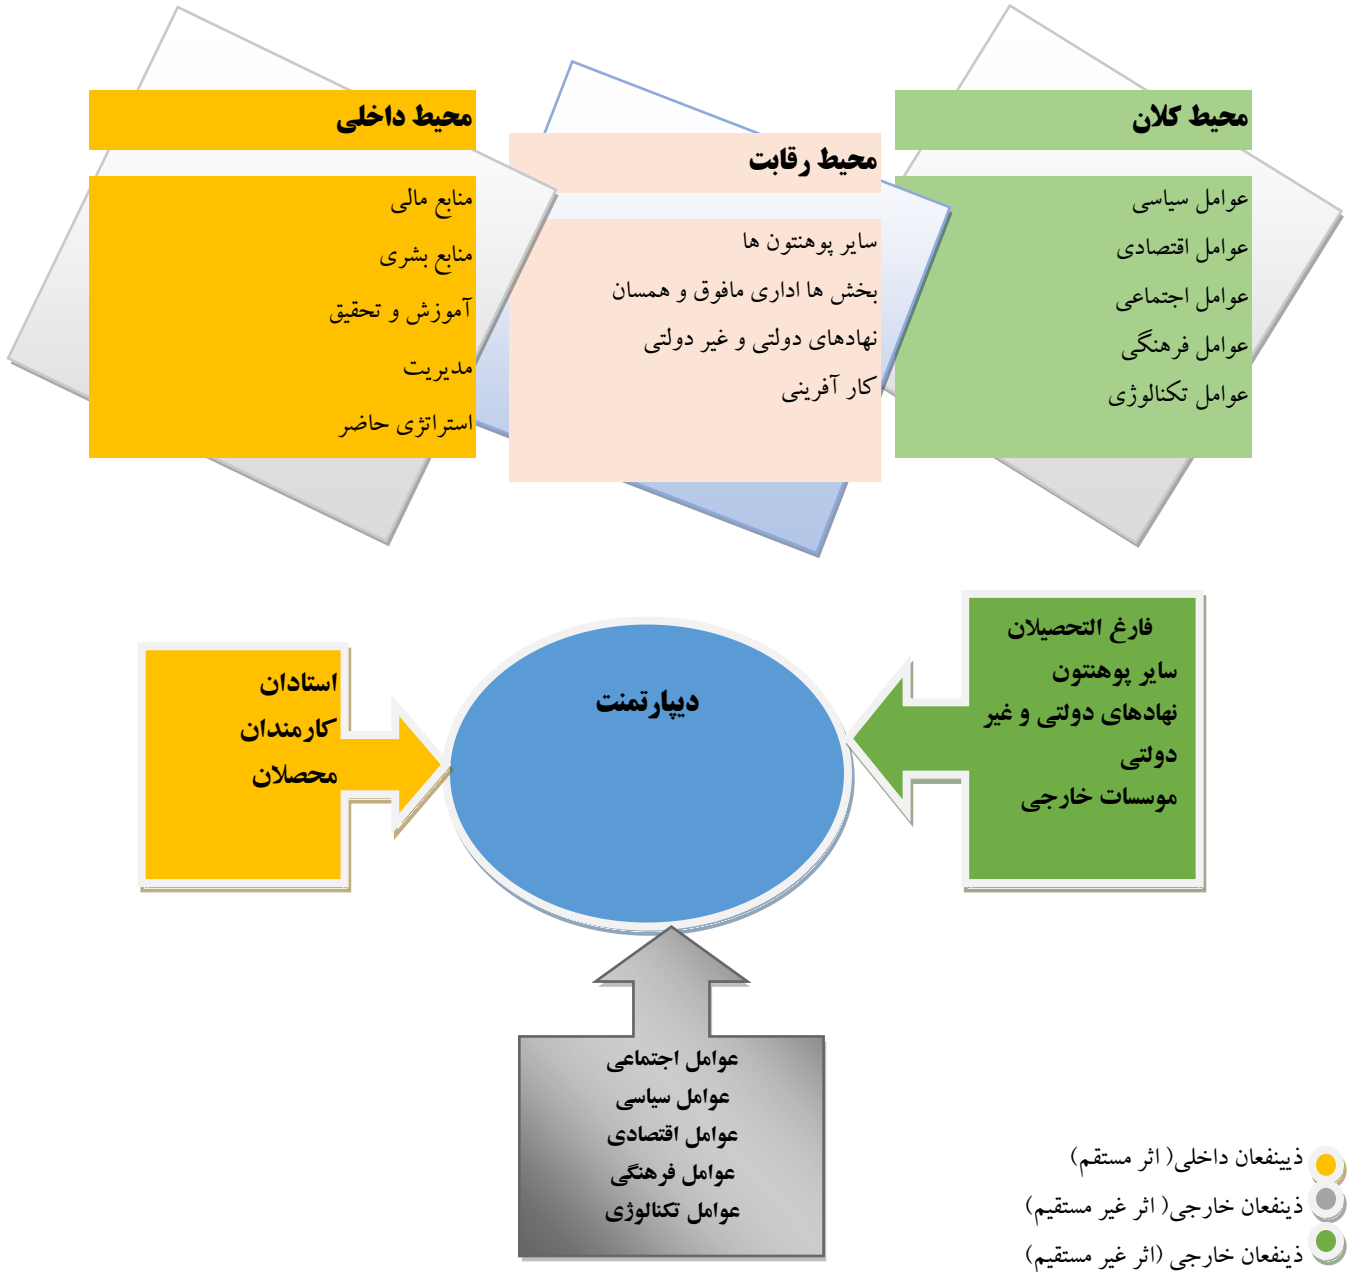 محیط کلان
عوامل سیاسی
عوامل اقتصادی
عوامل اجتماعی
عوامل فرهنگی
عوامل تکنالوژی
محیط رقابت
سایر پوهنتون ها
بخش ها اداری مافوق و همسان
نهادهای دولتی و غیر دولتی
کار آفرینی
محیط داخلی
منابع مالی
منابع بشری
آموزش و تحقیق
مدیریت
استراتژی حاضر
فارغ التحصیلان
سایر پوهنتون
نهادهای دولتی و غیر
دولتی
موسسات خارجی
دیپارتمنت
استادان
کارمندان
محصلان
عوامل اجتماعی
عوامل سیاسی
عوامل اقتصادی
عوامل فرهنگی
عوامل تکنالوژی
ذیینفعان داخلی( اثر مستقم)
ذینفعان خارجی( اثر غیر مستقیم)
ذینفعان خارجی (اثر غیر مستقیم)